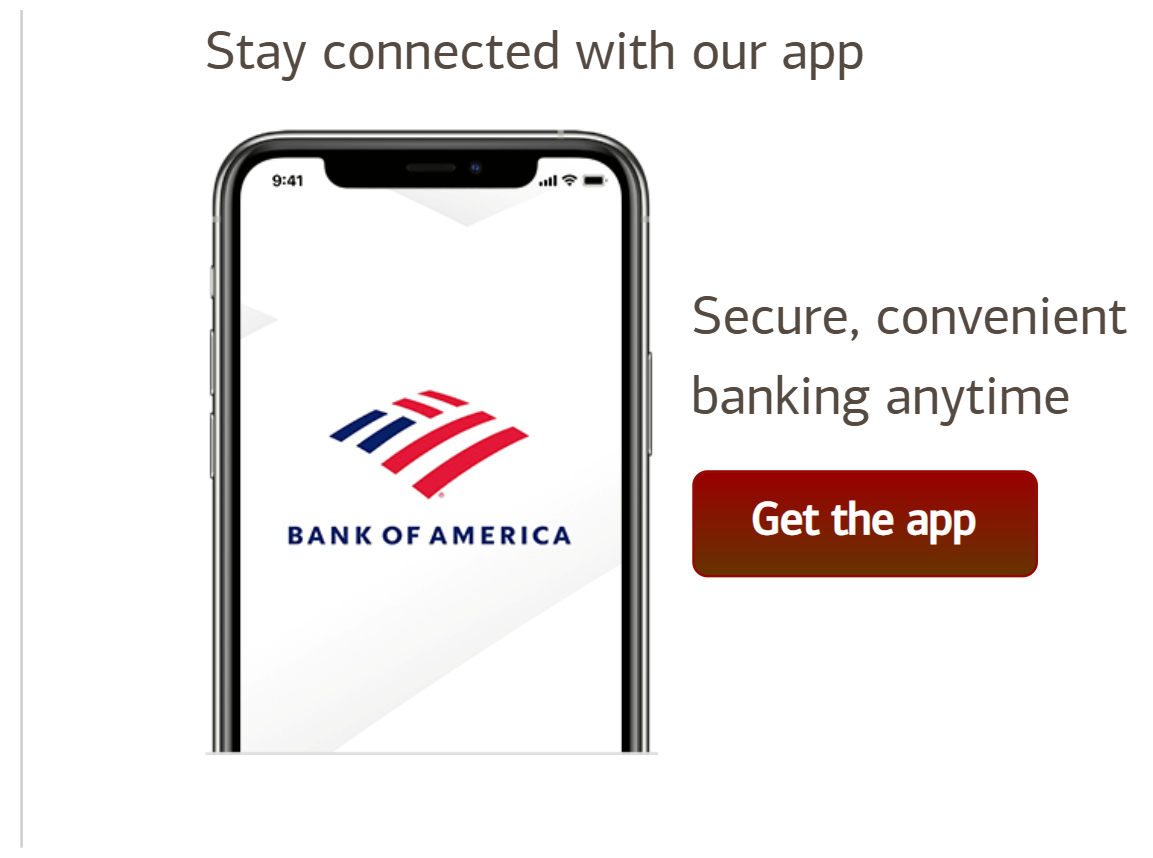 Stay connected with our app
9:41
BANK OF AMERICA
Secure, convenient
banking anytime
Get the app